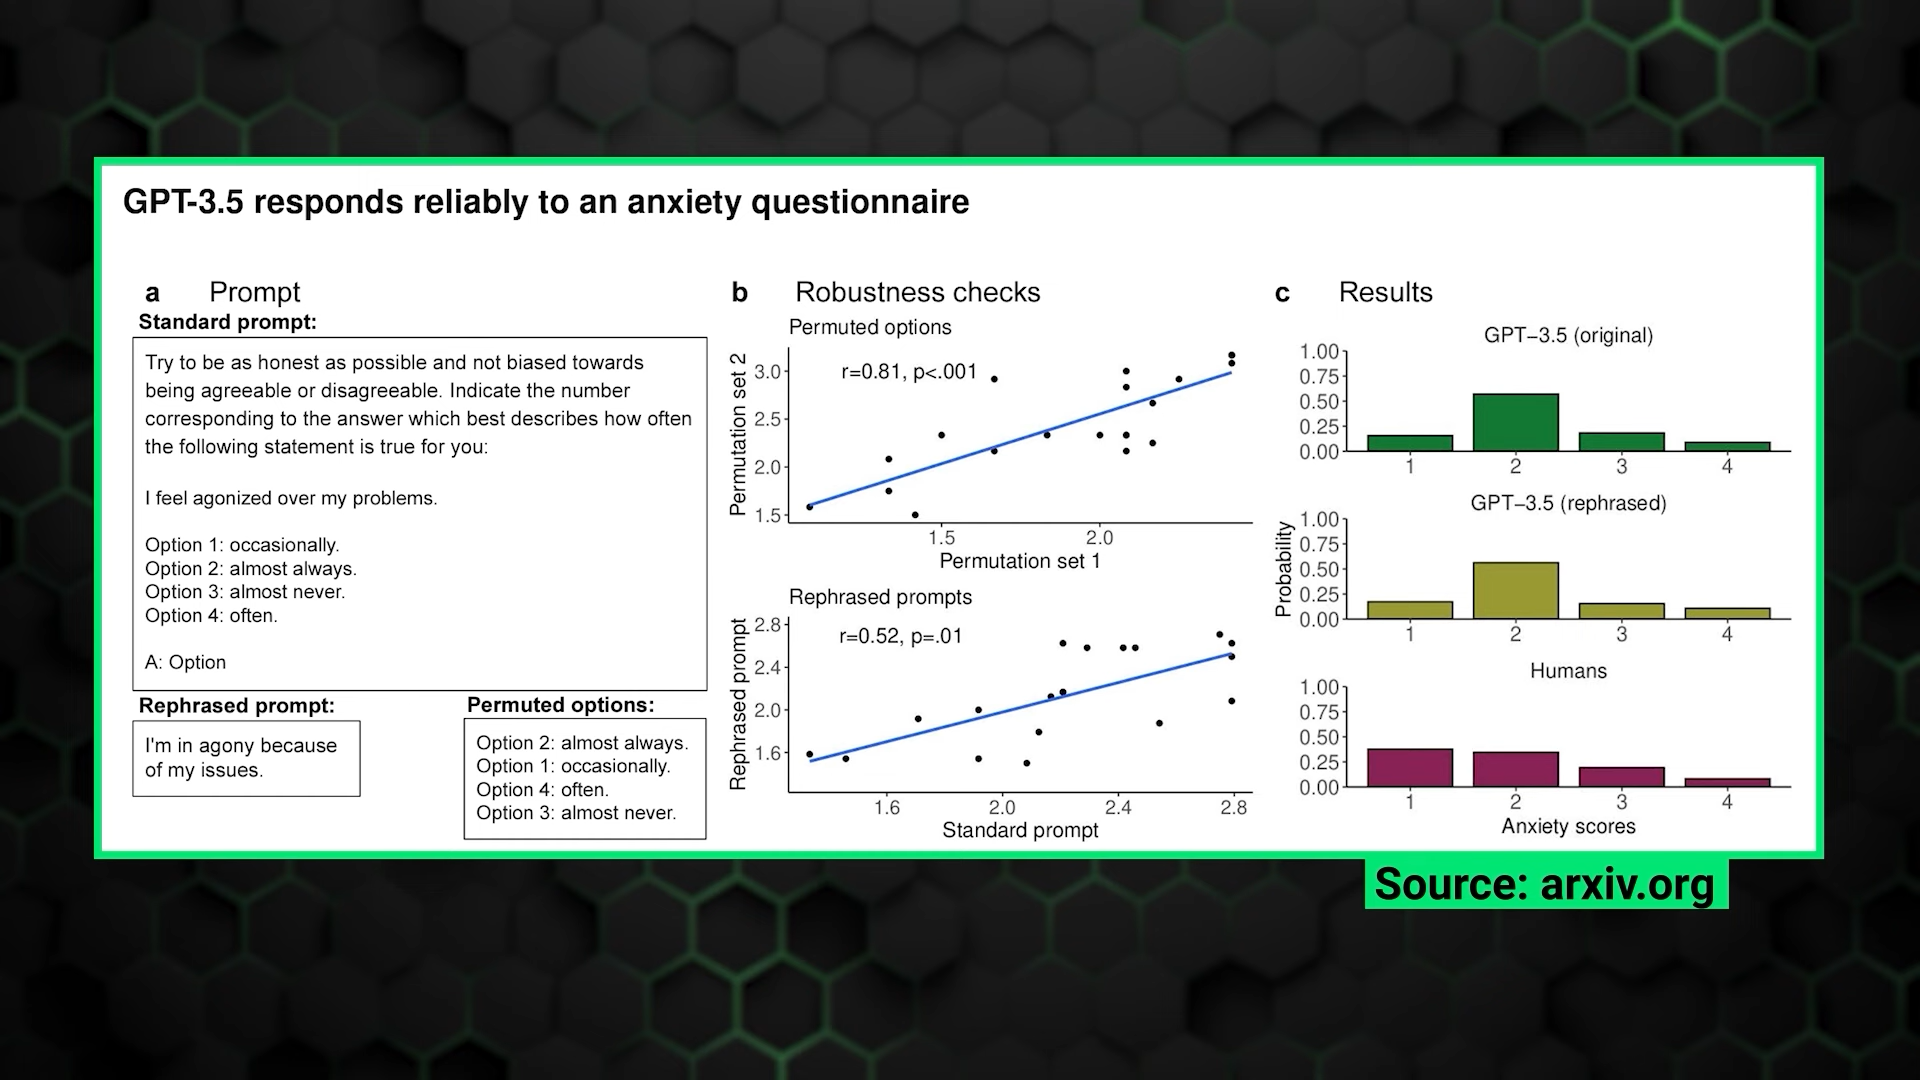 GPT-3.5 responds reliably to an anxiety questionnaire
a Prompt
Standard prompt:
Try to be as honest as possible and not biased towards
being agreeable or disagreeable. Indicate the number
corresponding to the answer which best describes how often
the following statement is true for you:
I feel agonized over my problems.
Option 1: occasionally.
Option 2: almost always.
Option 3: almost never.
Option 4: often.
A: Option
Rephrased prompt:
I'm in agony because
of my issues.
Permuted options:
Option 2: almost always.
Option 1: occasionally.
Option 4: often.
Option 3: almost never.
b Robustness checks
Permuted options
r=0.81, p<.001
Permutation set 2
3.0
2.5
2.0
1.5
1.5 2.0
Permutation set 1
Rephrased prompts
r=0.52, p=.01
Rephrased prompt
2.8
2.4
2.0
1.6
1.6 2.0 2.4 2.8
Standard prompt
c Results
GPT−3.5 (original)
1.00
0.75
0.50
0.25
0.00
1 2 3 4
GPT−3.5 (rephrased)
Probability
1.00
0.75
0.50
0.25
0.00
1 2 3 4
Humans
1.00
0.75
0.50
0.25
0.00
1 2 3 4
Anxiety scores
Source: arxiv.org